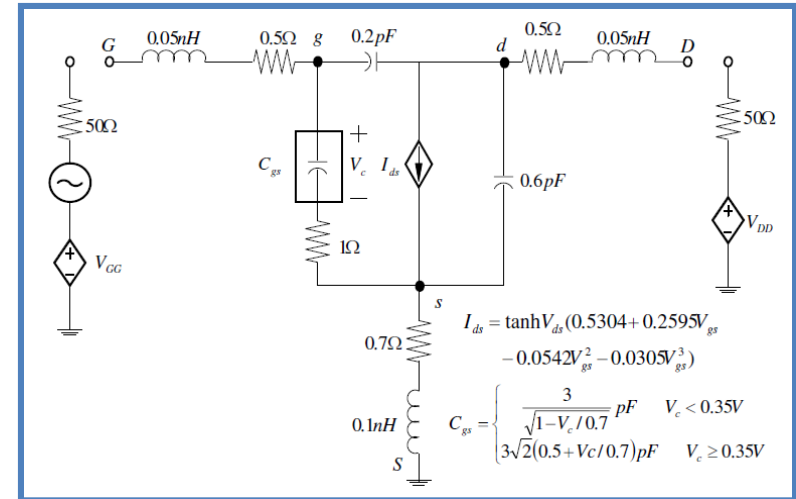 G 0.05nH 0.5Ω g 0.2pF d 0.5Ω 0.05nH D
50Ω
C_gs + V_c − I_ds
0.6pF
50Ω
1Ω
+ − V_GG
+ − V_DD
s
0.7Ω
0.1nH
S
I_ds = tanhV_ds(0.5304+0.2595V_gs
−0.0542V_gs^2 −0.0305V_gs^3)
C_gs = { 3/√(1−V_c/0.7) pF V_c < 0.35V
3√2(0.5+Vc/0.7)pF V_c ≥ 0.35V